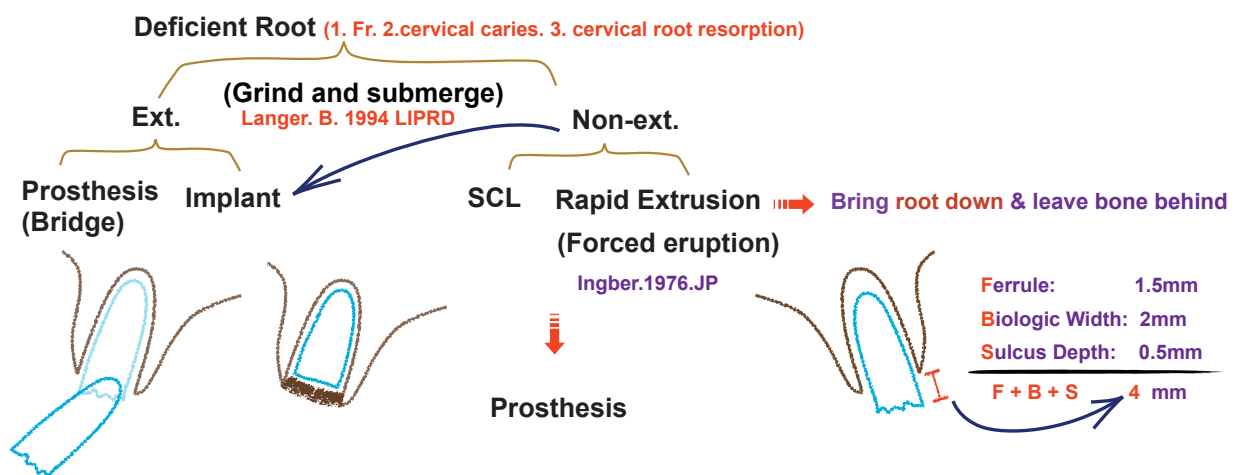 Deficient Root (1. Fr. 2.cervical caries. 3. cervical root resorption)
(Grind and submerge)
Langer. B. 1994 LIPRD
Ext.
Non-ext.
Prosthesis
(Bridge)
Implant
SCL
Rapid Extrusion
(Forced eruption)
Ingber.1976.JP
Bring root down & leave bone behind
Prosthesis
Ferrule: 1.5mm
Biologic Width: 2mm
Sulcus Depth: 0.5mm
F + B + S 4 mm